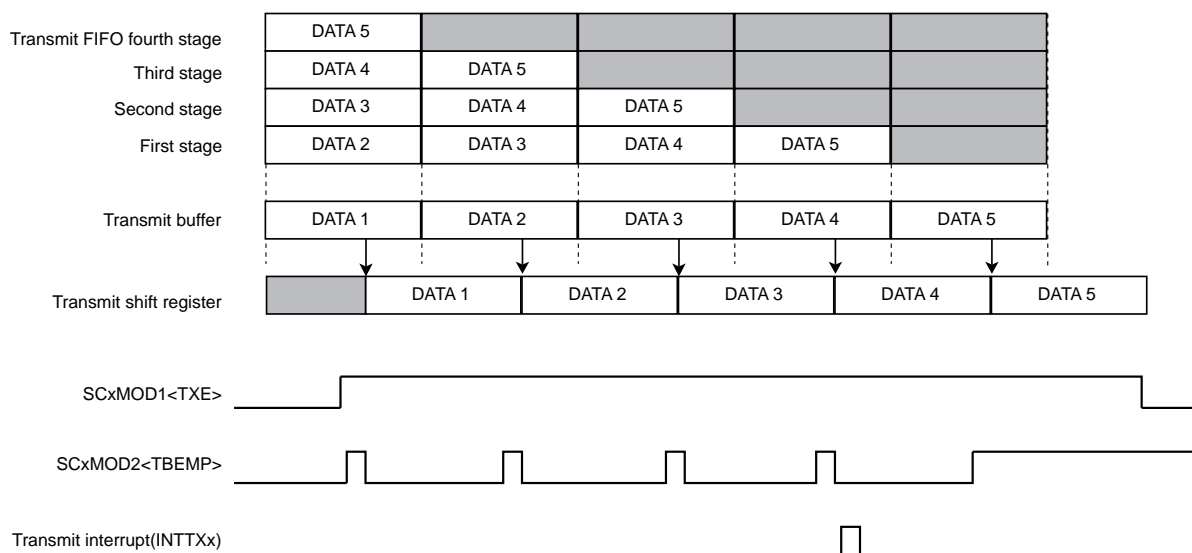 Transmit FIFO fourth stage DATA 5
Third stage DATA 4 DATA 5
Second stage DATA 3 DATA 4 DATA 5
First stage DATA 2 DATA 3 DATA 4 DATA 5
Transmit buffer DATA 1 DATA 2 DATA 3 DATA 4 DATA 5
Transmit shift register DATA 1 DATA 2 DATA 3 DATA 4 DATA 5
SCxMOD1<TXE>
SCxMOD2<TBEMP>
Transmit interrupt(INTTXx)